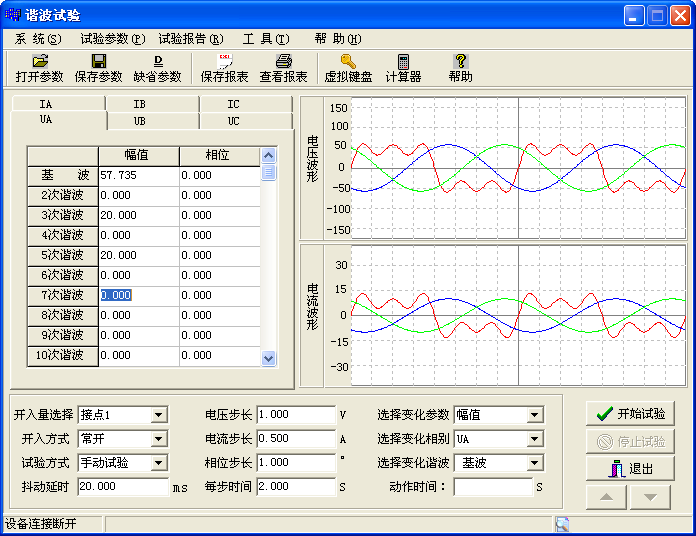 谐波试验
系 统(S) 试验参数(P) 试验报告(R) 工 具(T) 帮 助(H)
打开参数 保存参数 缺省参数 保存报表 查看报表 虚拟键盘 计算器 帮助
IA IB IC
UA UB UC
幅值 相位
基 波 57.735 0.000
2次谐波 0.000 0.000
3次谐波 20.000 0.000
4次谐波 0.000 0.000
5次谐波 20.000 0.000
6次谐波 0.000 0.000
7次谐波 0.000 0.000
8次谐波 0.000 0.000
9次谐波 0.000 0.000
10次谐波 0.000 0.000
电压波形
150
100
50
0
-50
-100
-150
电流波形
30
15
0
-15
-30
开入量选择 接点1 电压步长 1.000 V 选择变化参数 幅值
开入方式 常开 电流步长 0.500 A 选择变化相别 UA
试验方式 手动试验 相位步长 1.000 ° 选择变化谐波 基波
抖动延时 20.000 ms 每步时间 2.000 S 动作时间： S
开始试验
停止试验
退出
设备连接断开